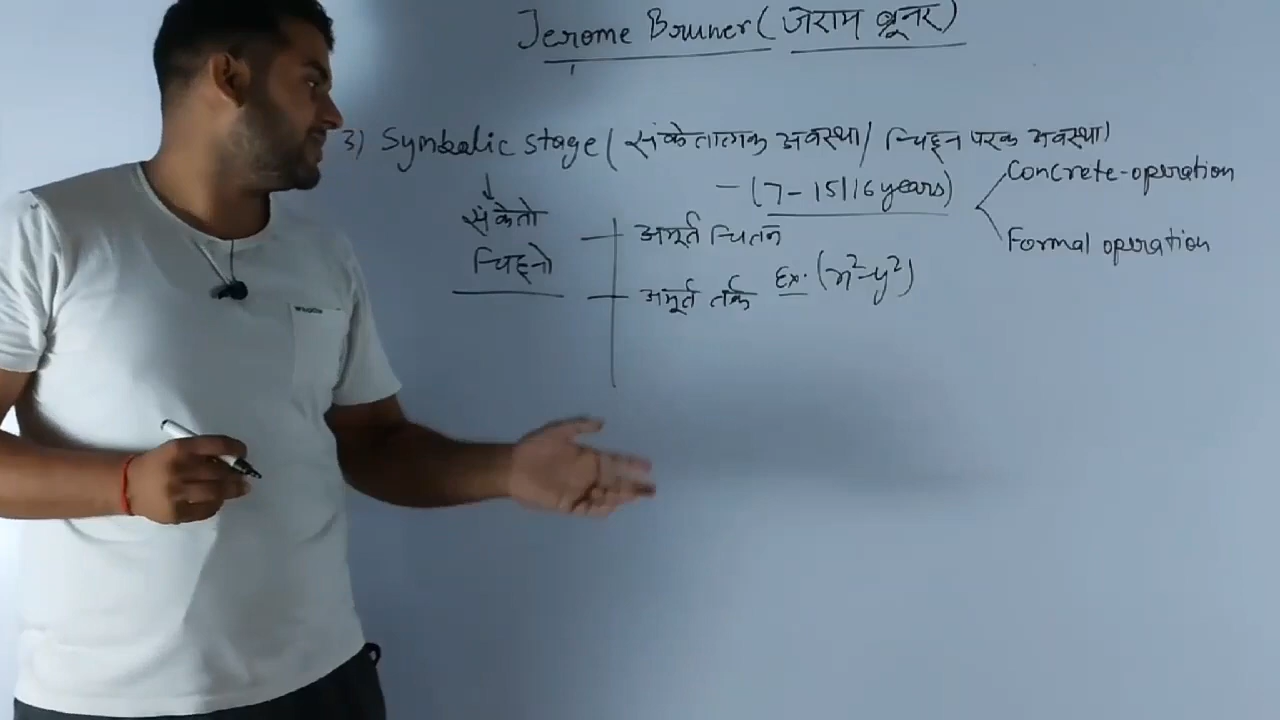 Jerome Bruner (जेराम ब्रूनर)
3) Symbolic stage (संकेतात्मक अवस्था/ चिह्न परक अवस्था)
- (7-15/16 years)
Concrete-operation
Formal operation
संकेतो
चिह्नो
अमूर्त चिंतन
अमूर्त तर्क Ex. (x²-y²)